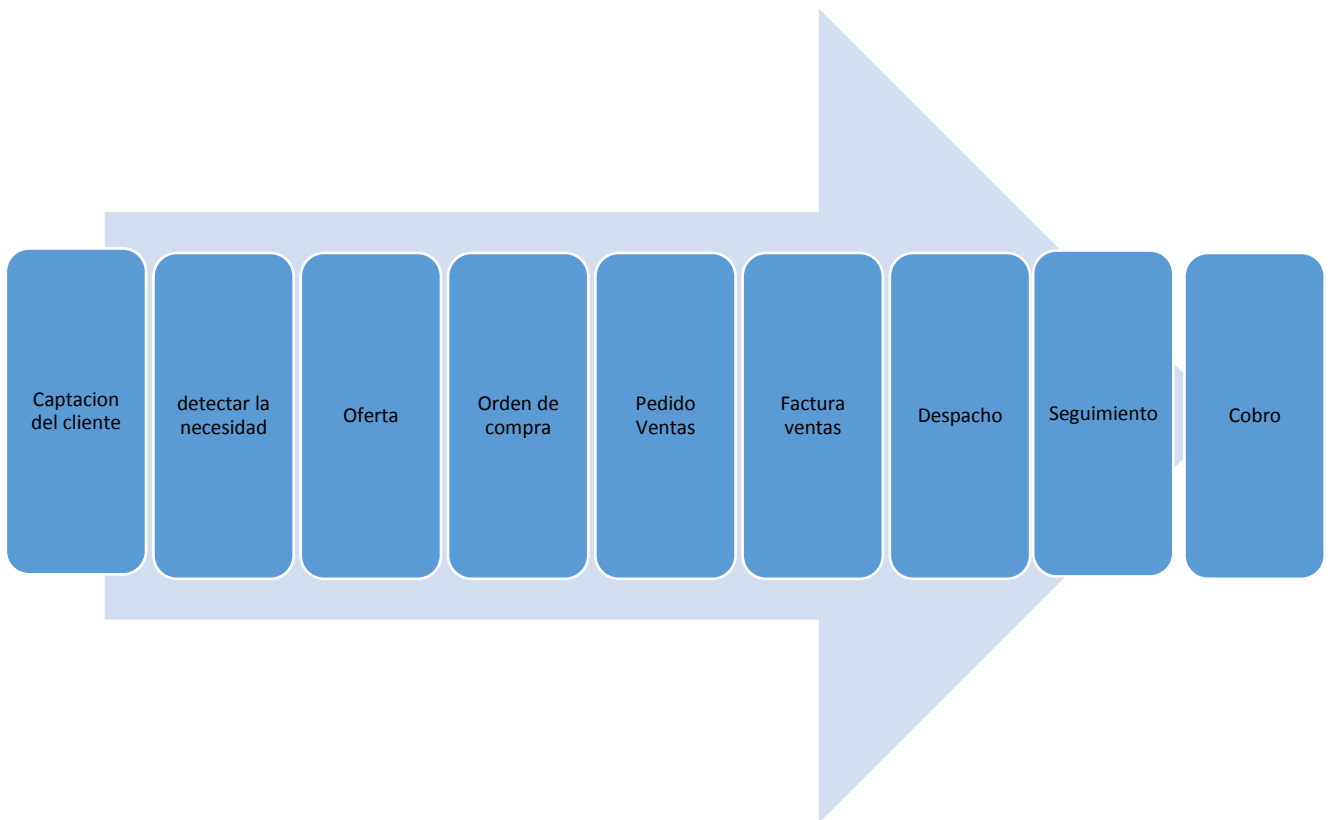 Captacion
del cliente
detectar la
necesidad
Oferta
Orden de
compra
Pedido
Ventas
Factura
ventas
Despacho
Seguimiento
Cobro